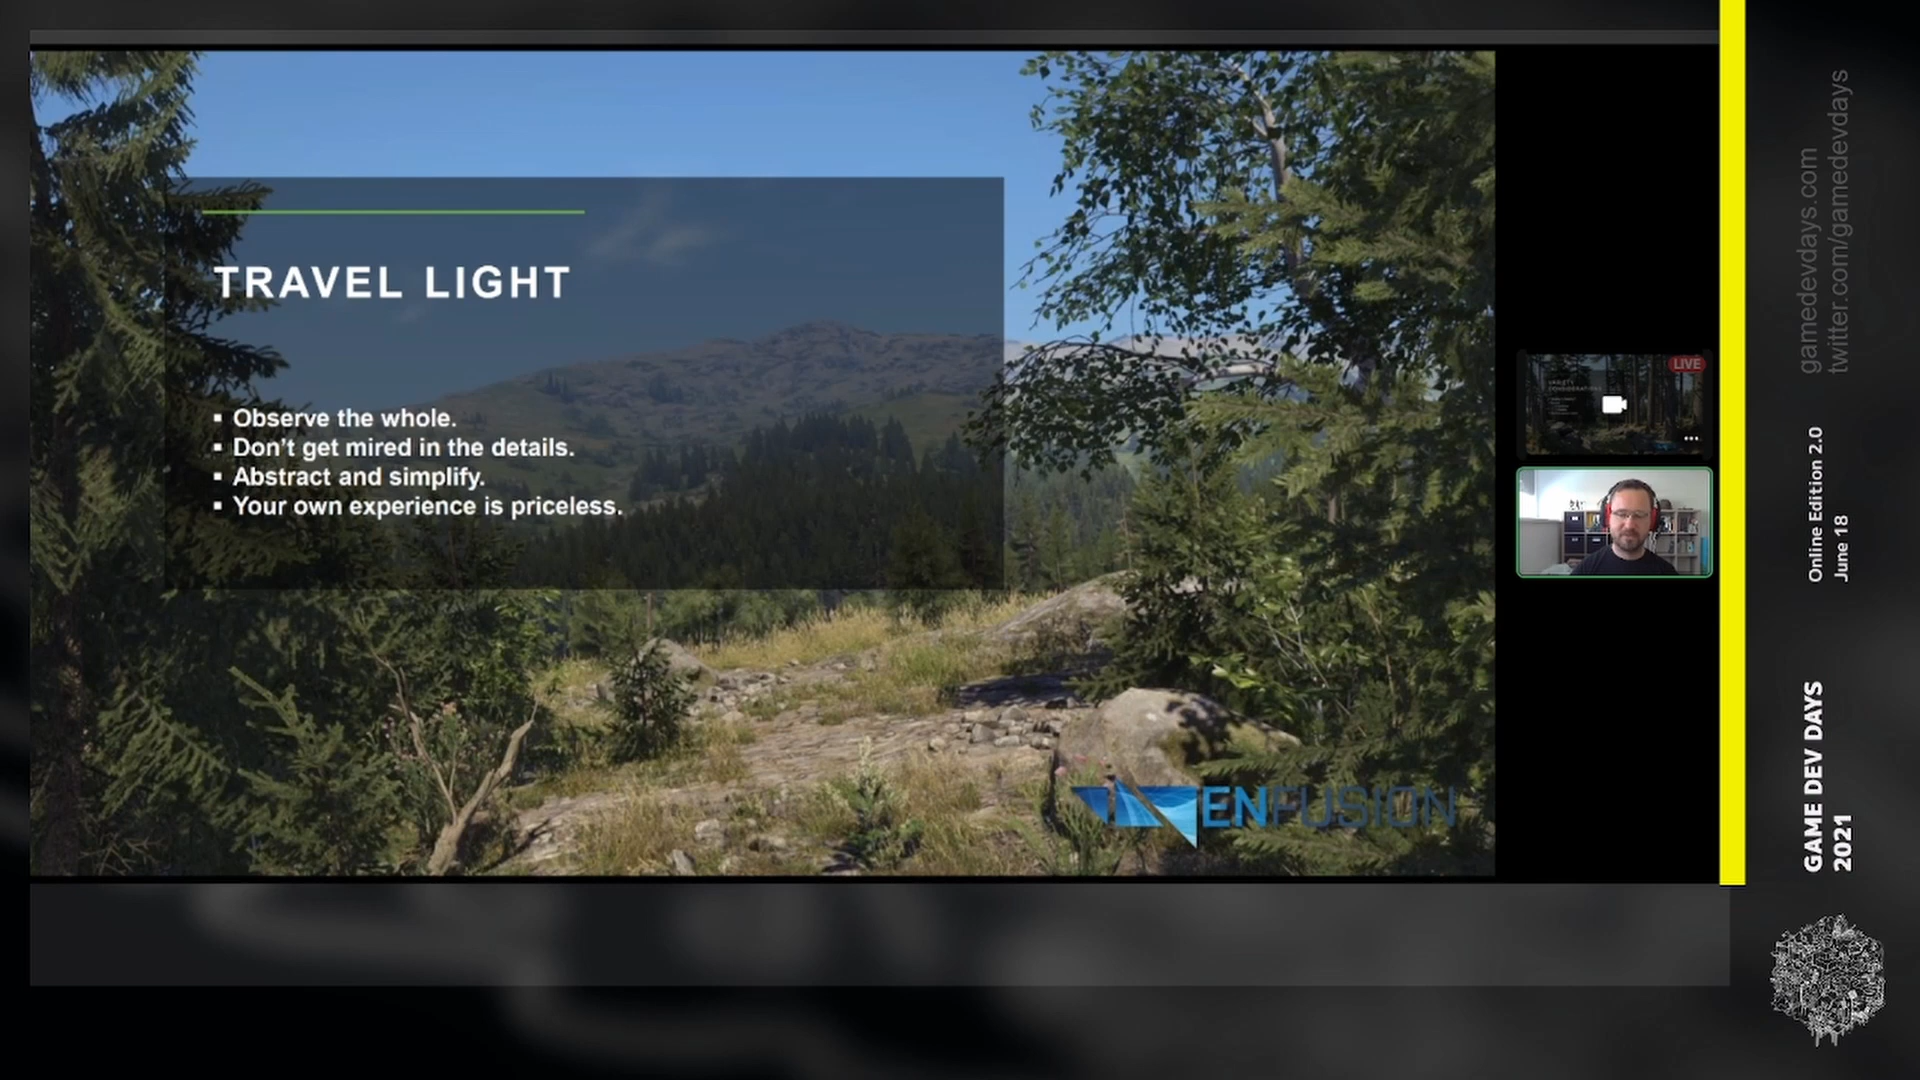 TRAVEL LIGHT
▪ Observe the whole.
▪ Don't get mired in the details.
▪ Abstract and simplify.
▪ Your own experience is priceless.
ENFUSION
LIVE
gamedevdays.com
twitter.com/gamedevdays
Online Edition 2.0
June 18
GAME DEV DAYS
2021